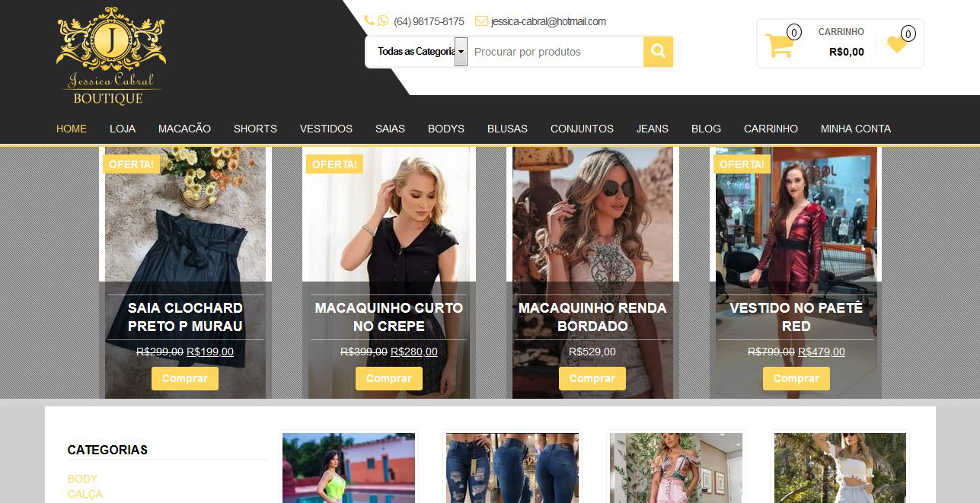 J
Jessica Cabral
BOUTIQUE
(64) 98175-8175 jessica-cabral@hotmail.com
Todas as Categoria Procurar por produtos
0 CARRINHO 0
R$0,00
HOME LOJA MACACÃO SHORTS VESTIDOS SAIAS BODYS BLUSAS CONJUNTOS JEANS BLOG CARRINHO MINHA CONTA
OFERTA!
SAIA CLOCHARD
PRETO P MURAU
R$299,00 R$199,00
Comprar
OFERTA!
MACAQUINHO CURTO
NO CREPE
R$399,00 R$280,00
Comprar
MACAQUINHO RENDA
BORDADO
R$529,00
Comprar
OFERTA!
VESTIDO NO PAETÊ
RED
R$799,00 R$479,00
Comprar
CATEGORIAS
BODY
CALÇA